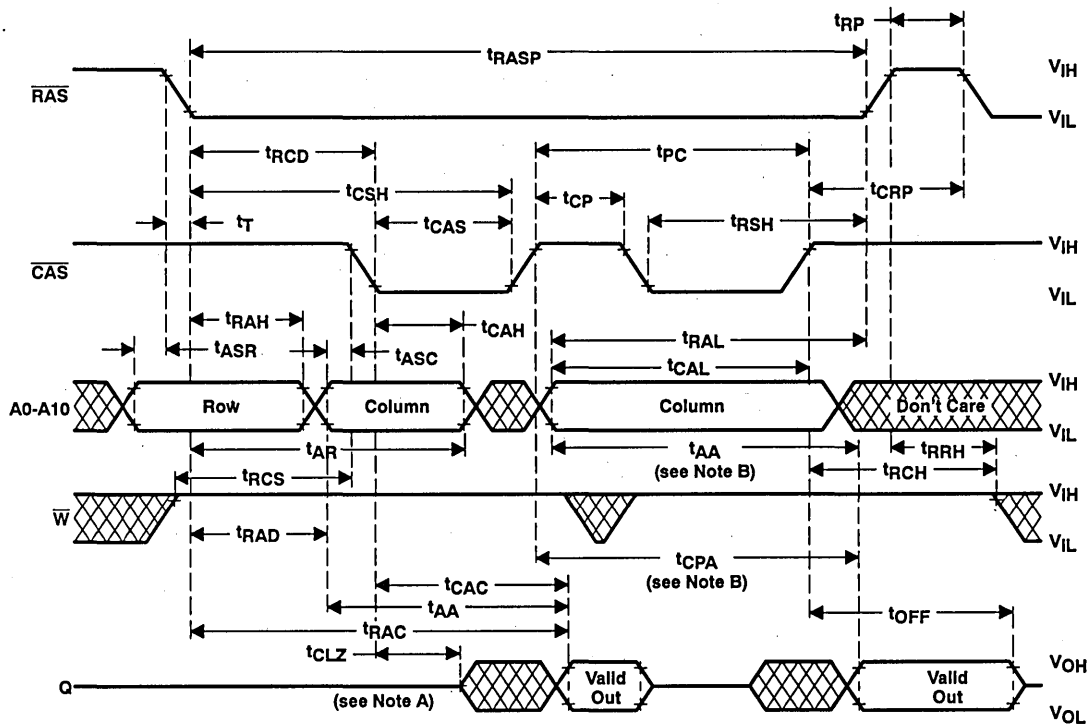 tRP
tRASP
RAS
VIH
VIL
tRCD
tPC
tCSH
tCP
tCRP
tT
tCAS
tRSH
CAS
VIH
VIL
tRAH
tCAH
tRAL
tASR
tASC
tCAL
A0-A10
Row
Column
Column
Don't Care
VIH
VIL
tAR
tAA
(see Note B)
tRRH
tRCS
tRCH
W
VIH
VIL
tRAD
tCPA
(see Note B)
tCAC
tAA
tOFF
tRAC
tCLZ
Q
(see Note A)
Valid
Out
Valid
Out
VOH
VOL